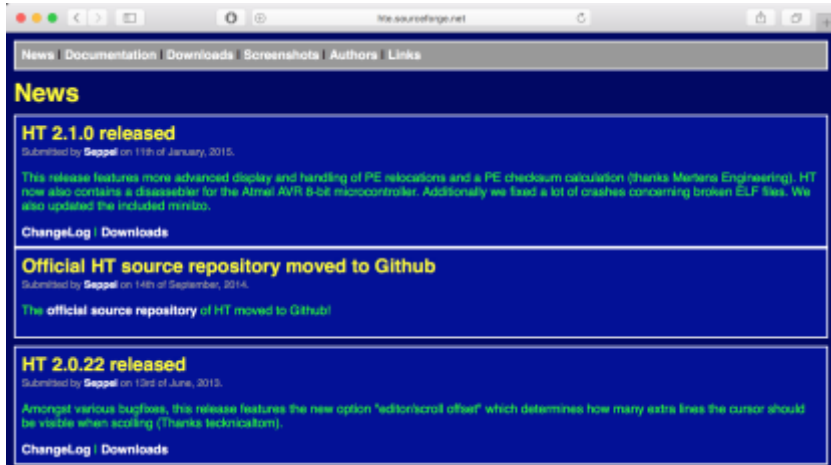 hte.sourceforge.net
News | Documentation | Downloads | Screenshots | Authors | Links
News
HT 2.1.0 released
Submitted by Seppel on 11th of January, 2015.
This release features more advanced display and handling of PE relocations and a PE checksum calculation (thanks Mertens Engineering). HT
now also contains a disassebler for the Atmel AVR 8-bit microcontroller. Additionally we fixed a lot of crashes concerning broken ELF files. We
also updated the included minilzo.
ChangeLog | Downloads
Official HT source repository moved to Github
Submitted by Seppel on 14th of September, 2014.
The official source repository of HT moved to Github!
HT 2.0.22 released
Submitted by Seppel on 13rd of June, 2013.
Amongst various bugfixes, this release features the new option "editor/scroll offset" which determines how many extra lines the cursor should
be visible when scolling (Thanks tecknicaltom).
ChangeLog | Downloads